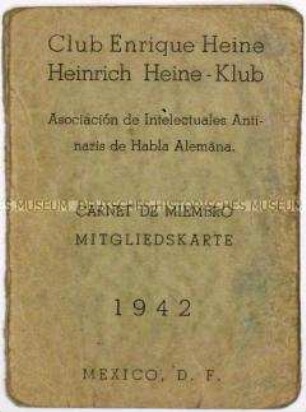 Club Enrique Heine
Heinrich Heine-Klub
Asociación de Intelectuales Anti-
nazis de Habla Alemána.
CARNET DE MIEMBRO
MITGLIEDSKARTE
1942
MEXICO, D. F.